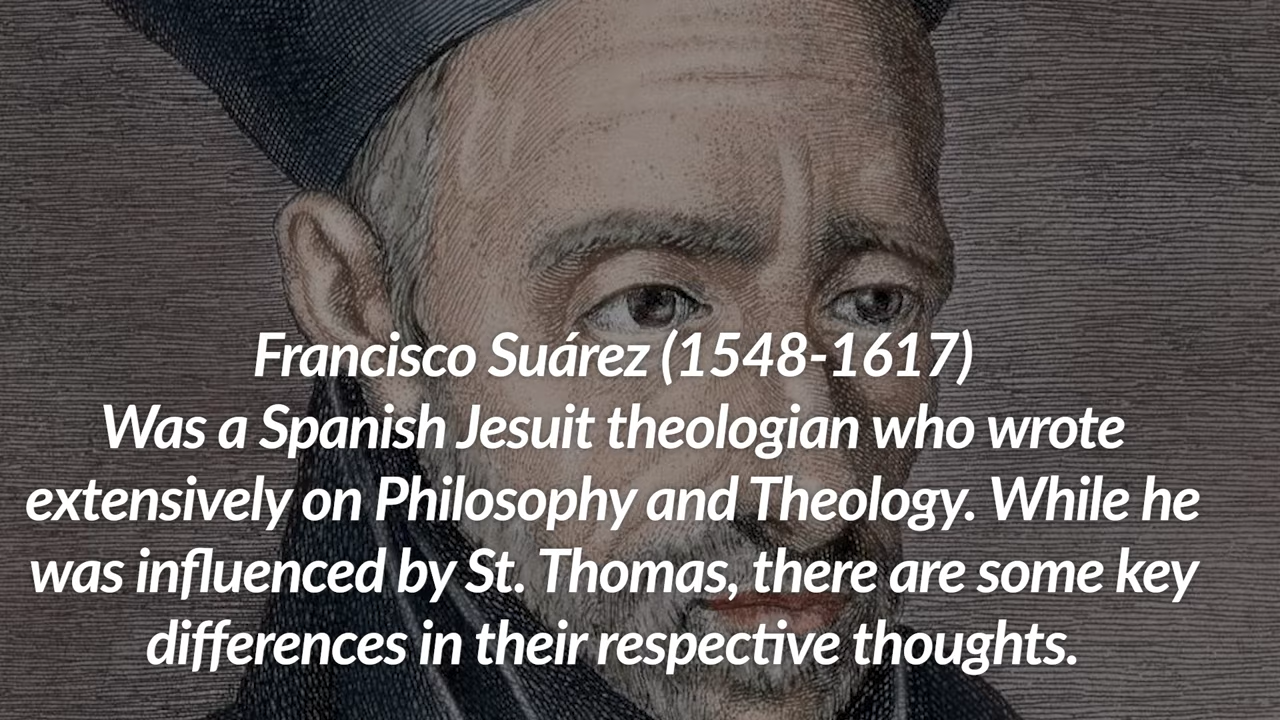 Francisco Suárez (1548-1617)
Was a Spanish Jesuit theologian who wrote
extensively on Philosophy and Theology. While he
was influenced by St. Thomas, there are some key
differences in their respective thoughts.